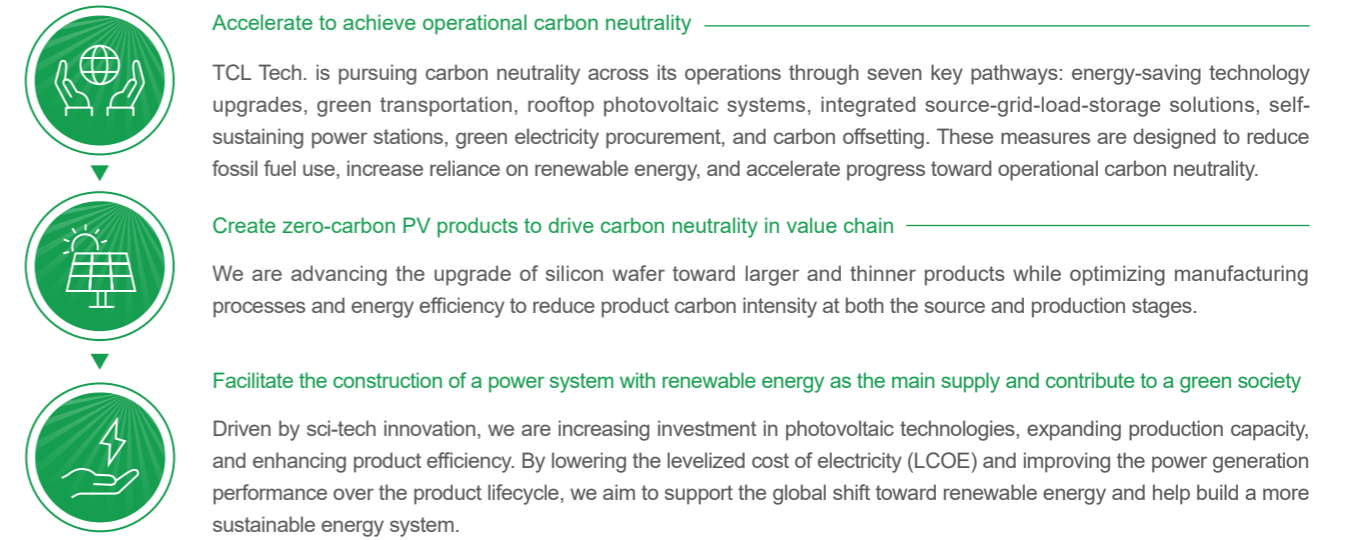 Accelerate to achieve operational carbon neutrality
TCL Tech. is pursuing carbon neutrality across its operations through seven key pathways: energy-saving technology
upgrades, green transportation, rooftop photovoltaic systems, integrated source-grid-load-storage solutions, self-
sustaining power stations, green electricity procurement, and carbon offsetting. These measures are designed to reduce
fossil fuel use, increase reliance on renewable energy, and accelerate progress toward operational carbon neutrality.
Create zero-carbon PV products to drive carbon neutrality in value chain
We are advancing the upgrade of silicon wafer toward larger and thinner products while optimizing manufacturing
processes and energy efficiency to reduce product carbon intensity at both the source and production stages.
Facilitate the construction of a power system with renewable energy as the main supply and contribute to a green society
Driven by sci-tech innovation, we are increasing investment in photovoltaic technologies, expanding production capacity,
and enhancing product efficiency. By lowering the levelized cost of electricity (LCOE) and improving the power generation
performance over the product lifecycle, we aim to support the global shift toward renewable energy and help build a more
sustainable energy system.